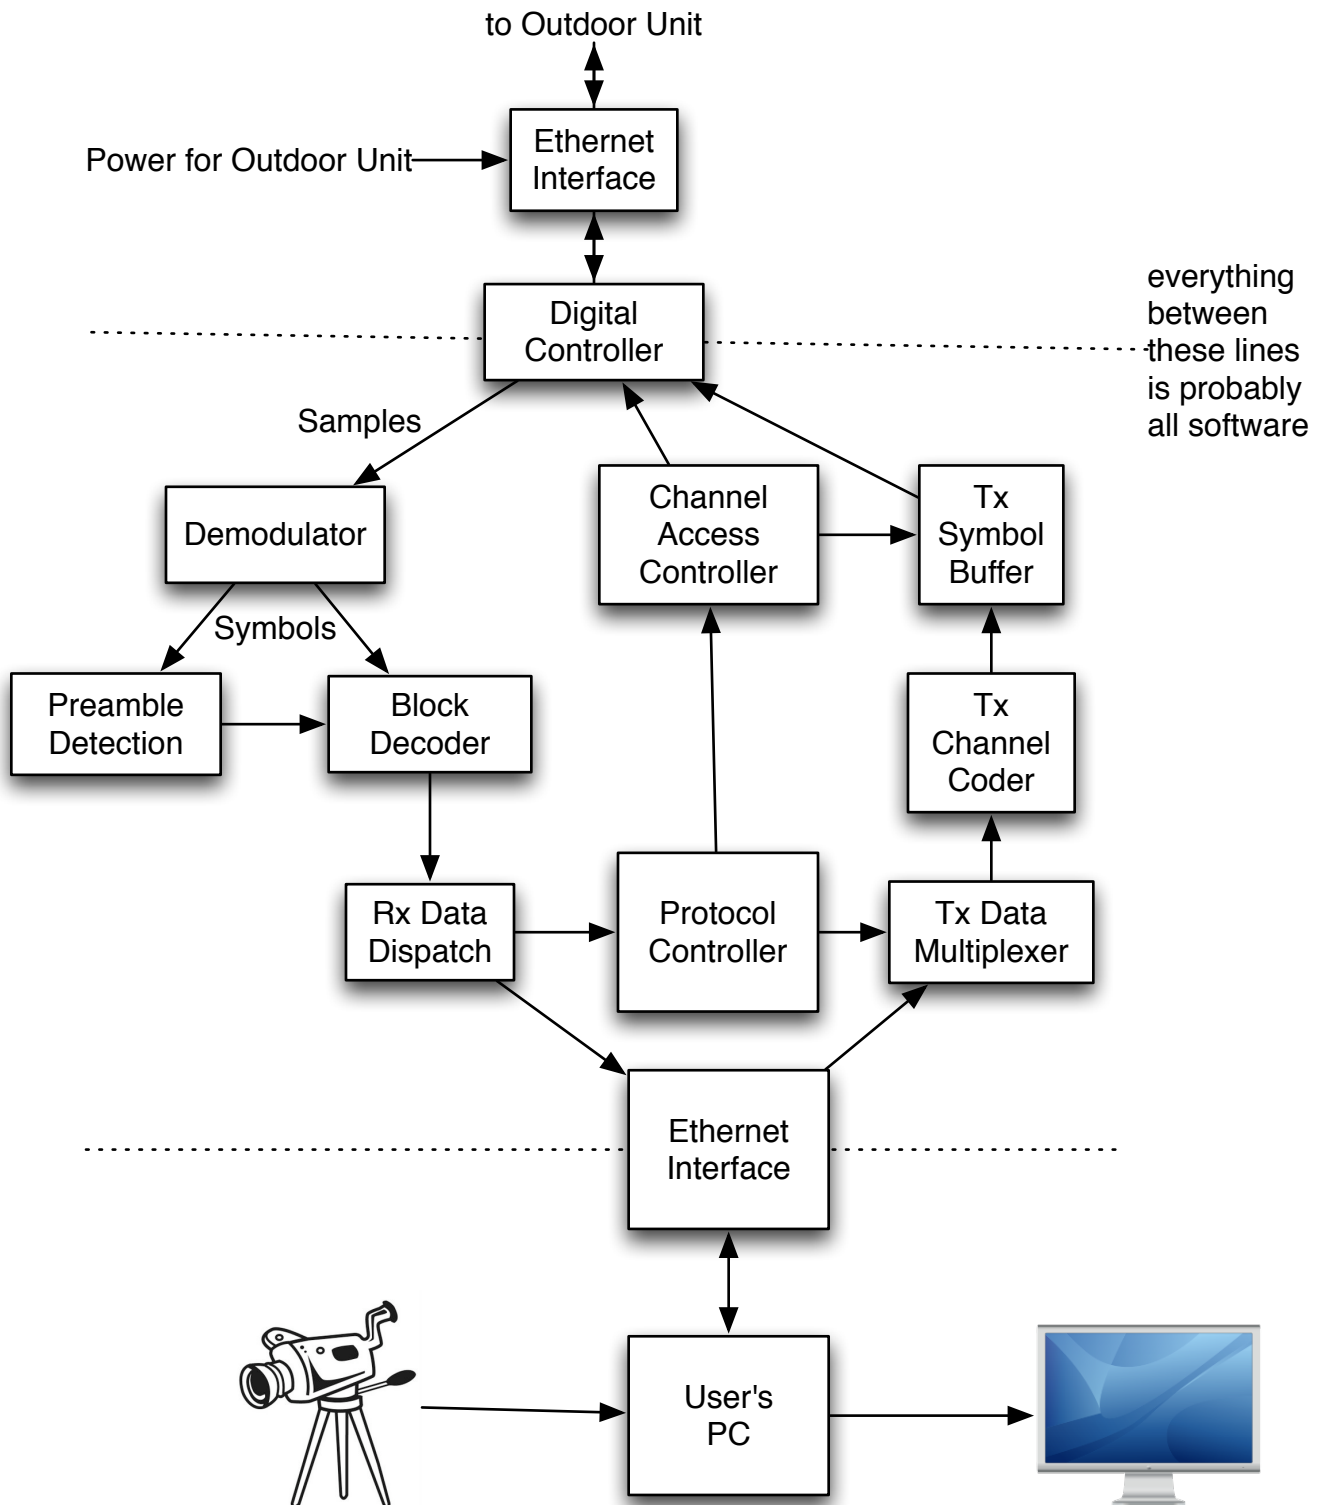 to Outdoor Unit
Power for Outdoor Unit
Ethernet
Interface
Digital
Controller
everything
between
these lines
is probably
all software
Samples
Demodulator
Channel
Access
Controller
Tx
Symbol
Buffer
Symbols
Preamble
Detection
Block
Decoder
Tx
Channel
Coder
Rx Data
Dispatch
Protocol
Controller
Tx Data
Multiplexer
Ethernet
Interface
User's
PC